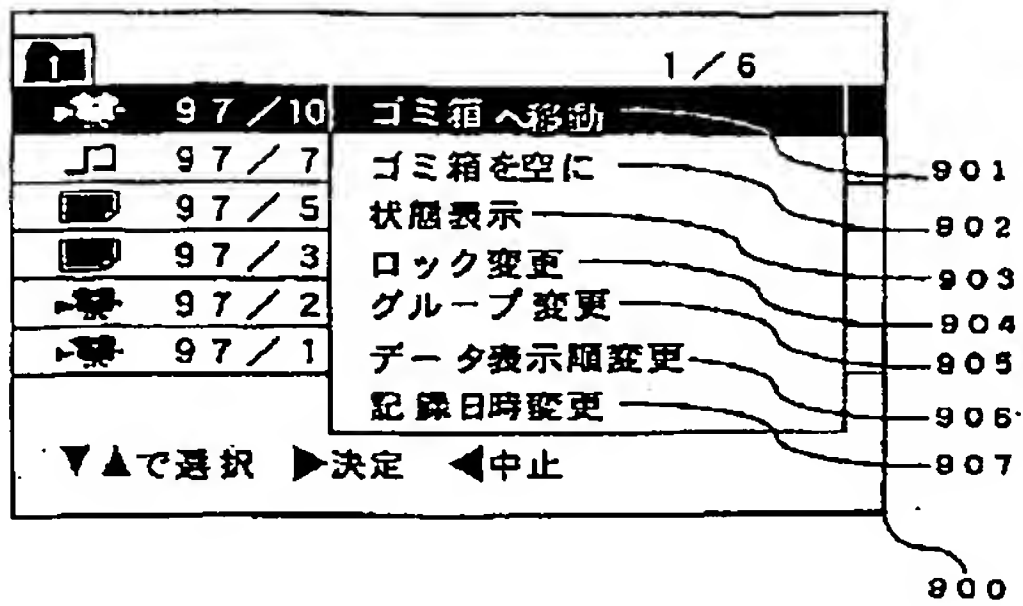 1／6
97／10 ゴミ箱へ移動 901
97／7 ゴミ箱を空に 902
97／5 状態表示 903
97／3 ロック変更 904
97／2 グループ変更 905
97／1 データ表示順変更 906
記録日時変更 907
▼▲で選択 ▶決定 ◀中止
900